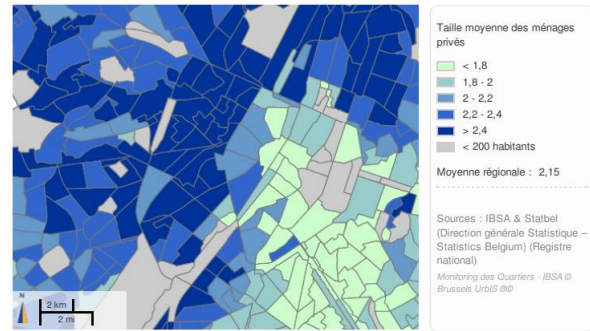 Taille moyenne des ménages
privés
< 1,8
1,8 - 2
2 - 2,2
2,2 - 2,4
> 2,4
< 200 habitants
Moyenne régionale : 2,15
Sources : IBSA & Statbel
(Direction générale Statistique –
Statistics Belgium) (Registre
national)
Monitoring des Quartiers - IBSA ©
Brussels UrbIS ®©
N
2 km
2 mi